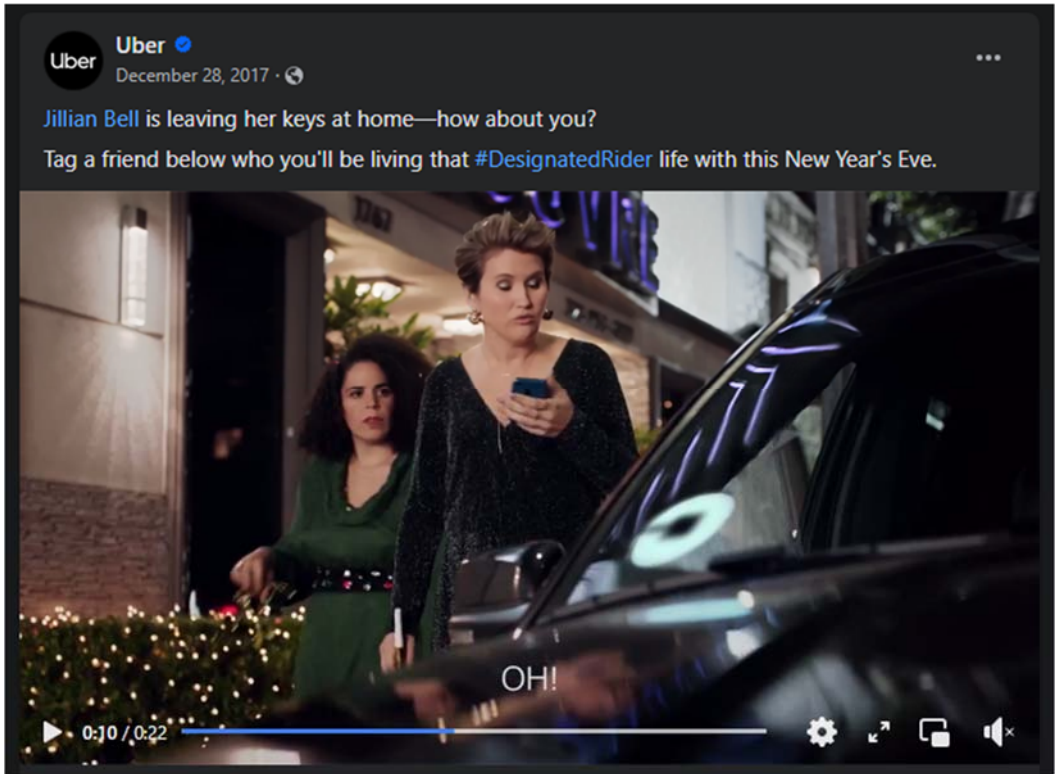 Uber
Uber
December 28, 2017 ·
Jillian Bell is leaving her keys at home—how about you?
Tag a friend below who you'll be living that #DesignatedRider life with this New Year's Eve.
OH!
0:10 / 0:22